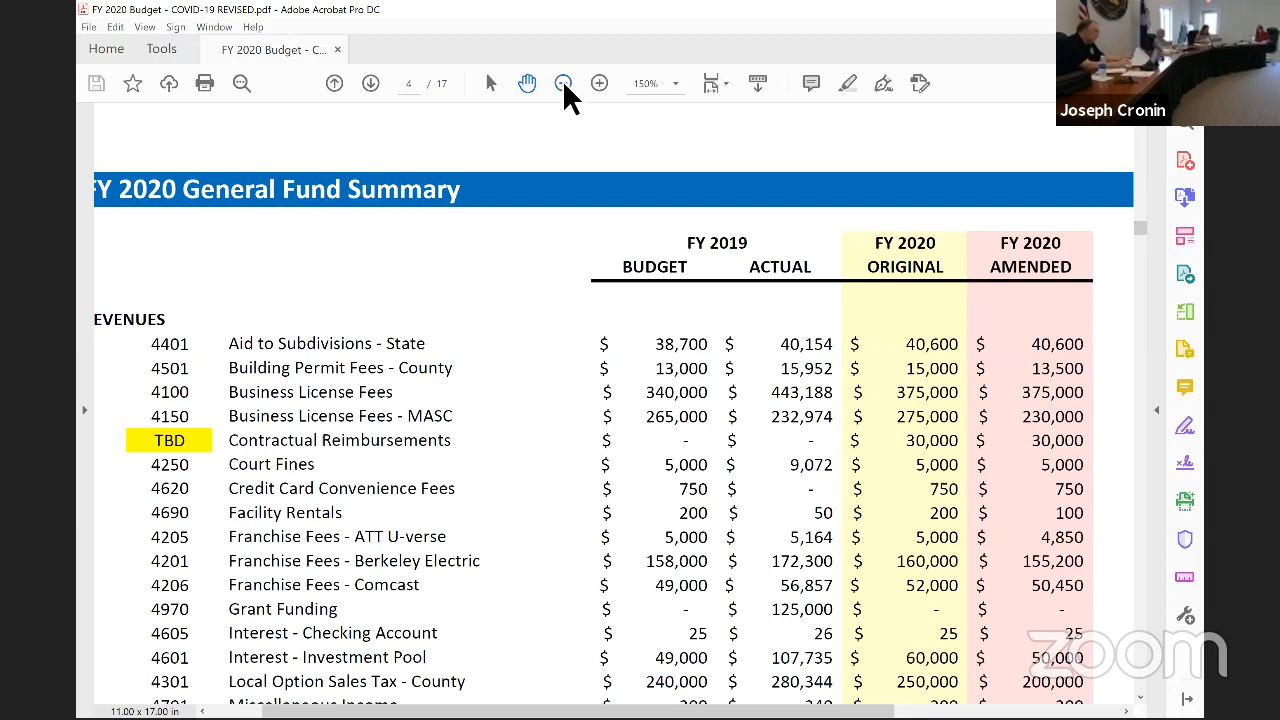 FY 2020 Budget - COVID-19 REVISED.pdf - Adobe Acrobat Pro DC
File Edit View Sign Window Help
Home Tools FY 2020 Budget - C... ×
4 / 17 150%
Joseph Cronin
FY 2020 General Fund Summary
FY 2019 FY 2020 FY 2020
BUDGET ACTUAL ORIGINAL AMENDED
EVENUES
4401 Aid to Subdivisions - State $ 38,700 $ 40,154 $ 40,600 $ 40,600
4501 Building Permit Fees - County $ 13,000 $ 15,952 $ 15,000 $ 13,500
4100 Business License Fees $ 340,000 $ 443,188 $ 375,000 $ 375,000
4150 Business License Fees - MASC $ 265,000 $ 232,974 $ 275,000 $ 230,000
TBD Contractual Reimbursements $ - $ - $ 30,000 $ 30,000
4250 Court Fines $ 5,000 $ 9,072 $ 5,000 $ 5,000
4620 Credit Card Convenience Fees $ 750 $ - $ 750 $ 750
4690 Facility Rentals $ 200 $ 50 $ 200 $ 100
4205 Franchise Fees - ATT U-verse $ 5,000 $ 5,164 $ 5,000 $ 4,850
4201 Franchise Fees - Berkeley Electric $ 158,000 $ 172,300 $ 160,000 $ 155,200
4206 Franchise Fees - Comcast $ 49,000 $ 56,857 $ 52,000 $ 50,450
4970 Grant Funding $ - $ 125,000 $ - $ -
4605 Interest - Checking Account $ 25 $ 26 $ 25 $ 25
4601 Interest - Investment Pool $ 49,000 $ 107,735 $ 60,000 $ 50,000
zoom
4301 Local Option Sales Tax - County $ 240,000 $ 280,344 $ 250,000 $ 200,000
11.00 x 17.00 in